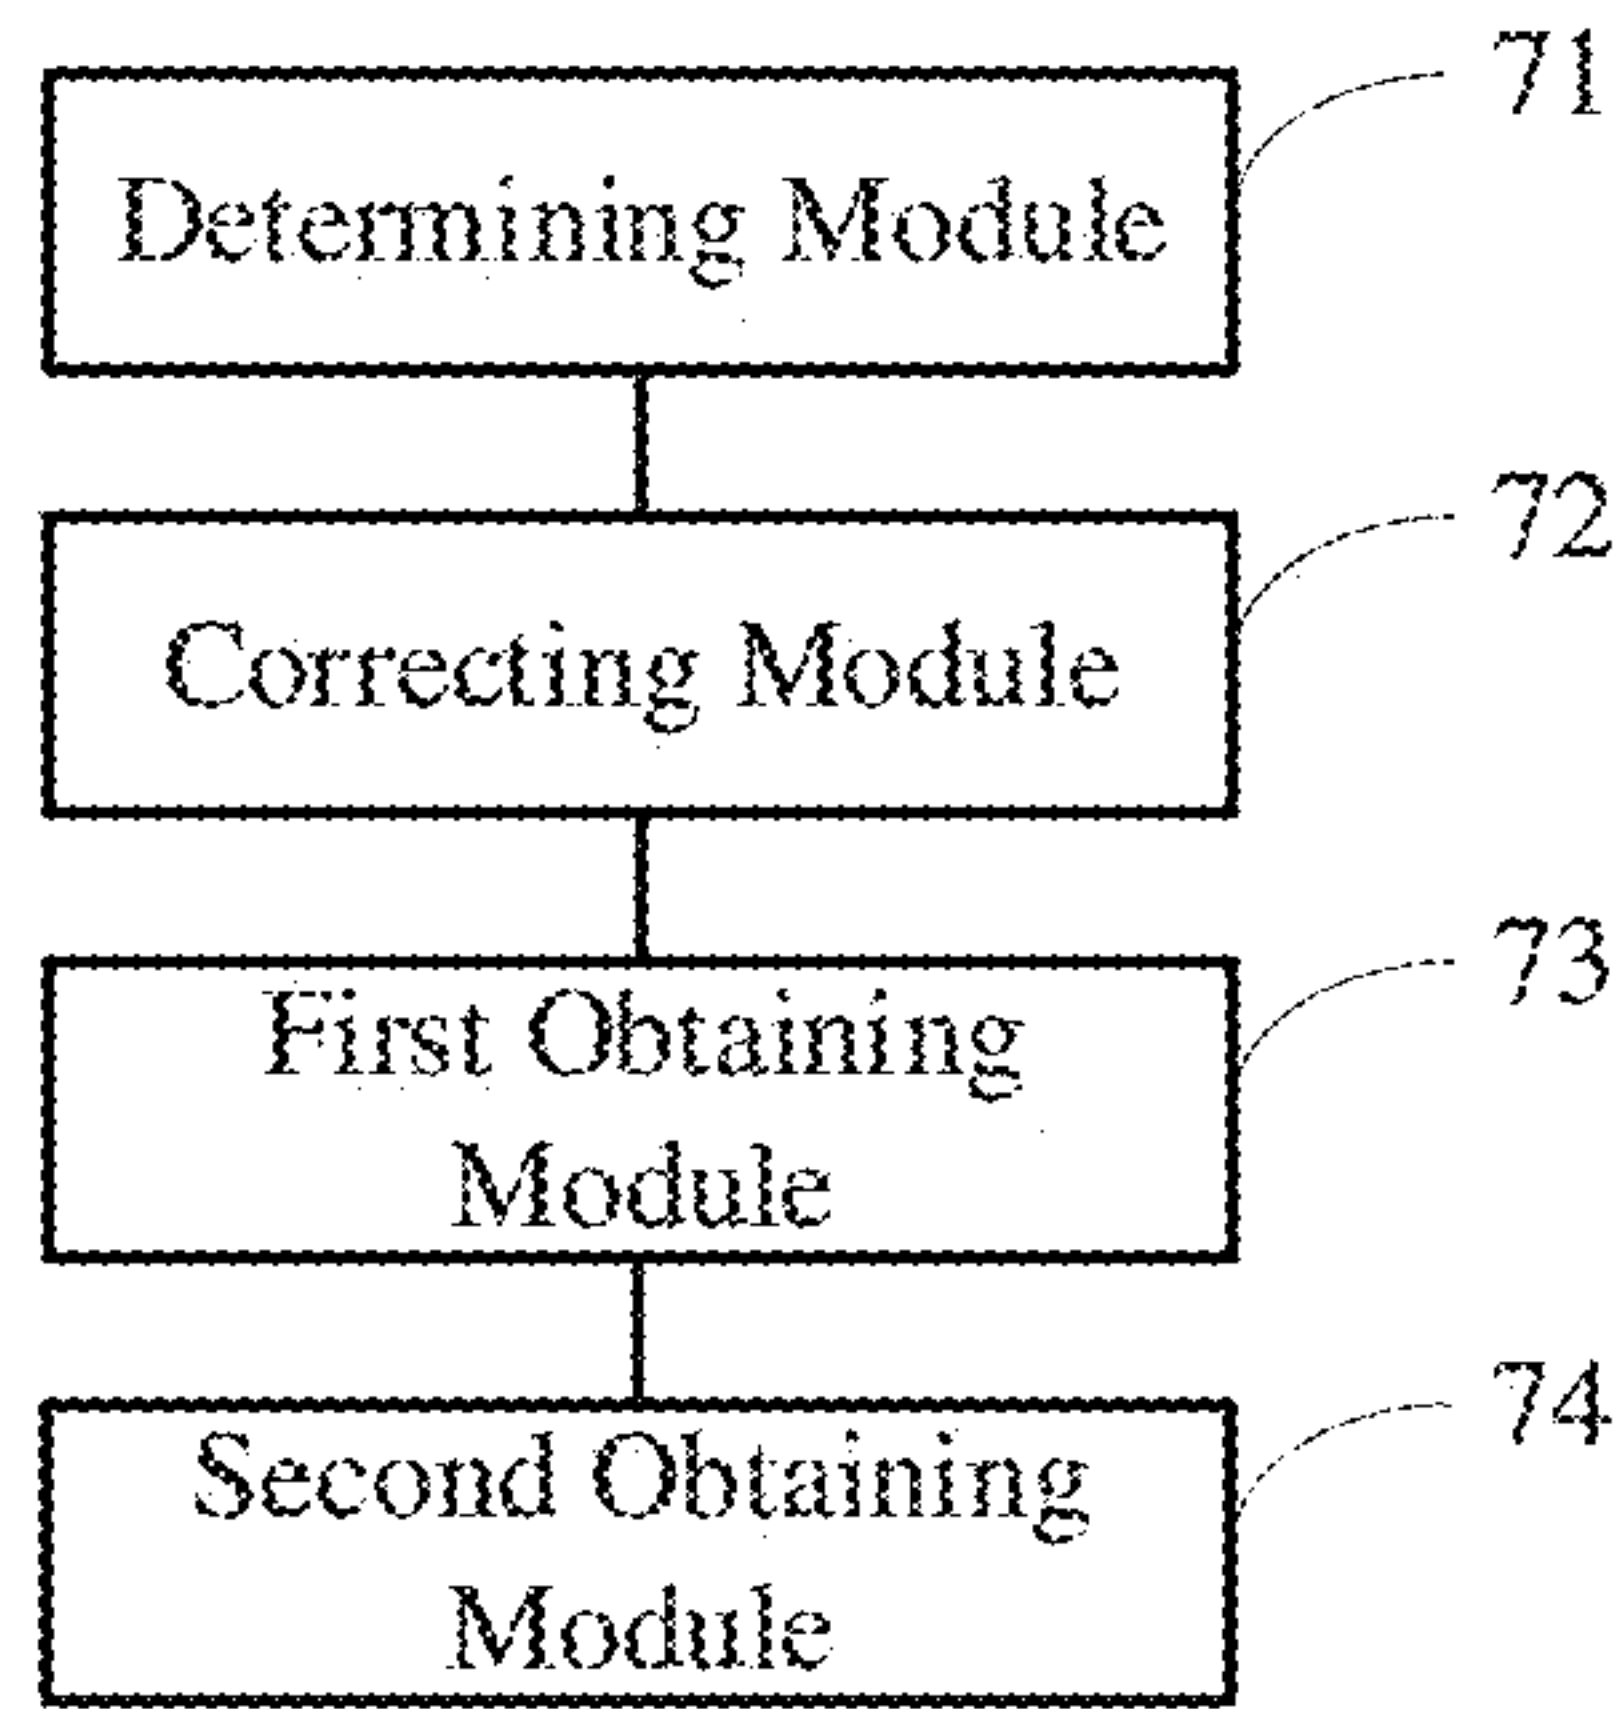 71
Determining Module
72
Correcting Module
73
First Obtaining
Module
74
Second Obtaining
Module